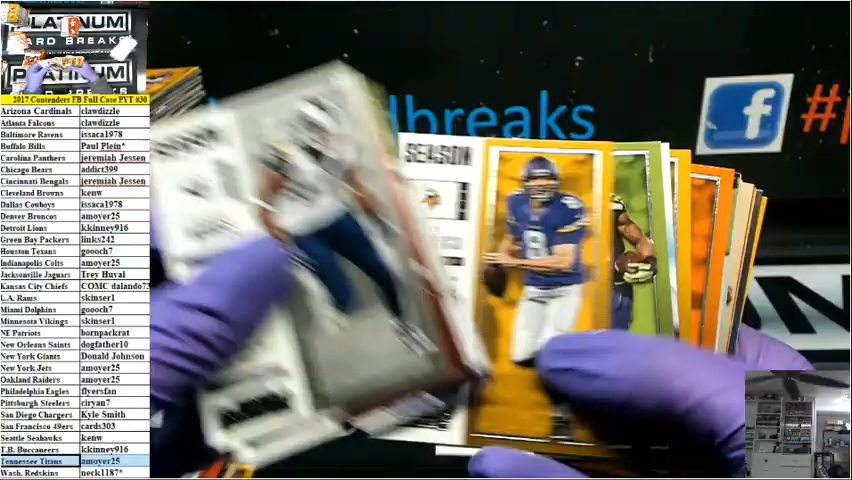 PLATINUM
ARD BREAKS
PLATINUM
CARD BREAKS
2017 Contenders FB Full Case PYT #30
Arizona Cardinals clawdizzle
Atlanta Falcons clawdizzle
Baltimore Ravens issaca1978
Buffalo Bills Paul Plein*
Carolina Panthers jeremiah Jessen
Chicago Bears addict399
Cincinnati Bengals jeremiah Jessen
Cleveland Browns kenw
Dallas Cowboys issaca1978
Denver Broncos amoyer25
Detroit Lions kkinney916
Green Bay Packers links242
Houston Texans goooch7
Indianapolis Colts amoyer25
Jacksonville Jaguars Trey Huval
Kansas City Chiefs COMC dalando73
L.A. Rams skinser1
Miami Dolphins goooch7
Minnesota Vikings skinser1
NE Patriots bornpackrat
New Orleans Saints dogfather10
New York Giants Donald Johnson
New York Jets amoyer25
Oakland Raiders amoyer25
Philadelphia Eagles flyersfan
Pittsburgh Steelers ciryan7
San Diego Chargers Kyle Smith
San Francisco 49ers cards303
Seattle Seahawks kenw
T.B. Buccaneers kkinney916
Tennessee Titans amoyer25
Wash. Redskins neck1187*
dbreaks
f
#p
SEASON
8